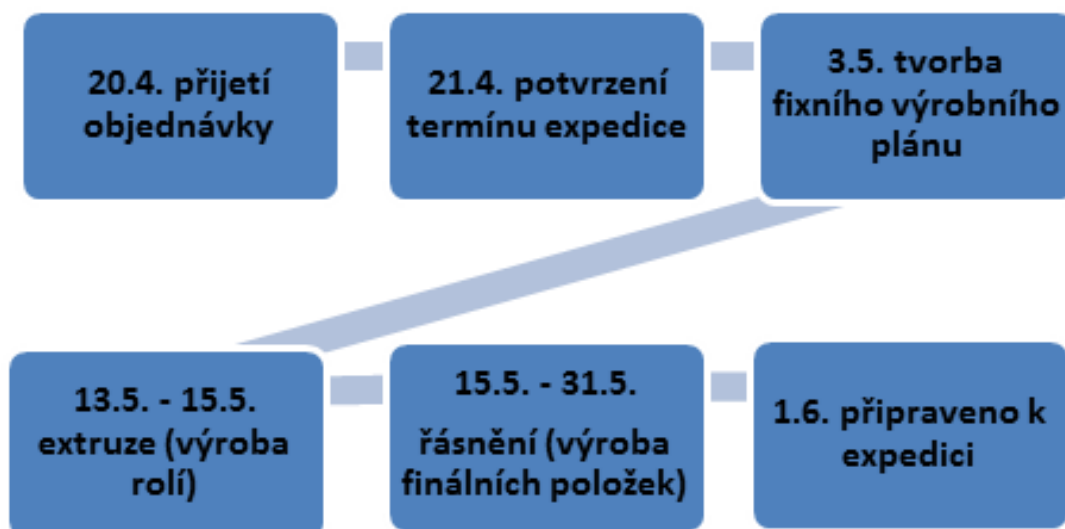 20.4. přijetí
objednávky
21.4. potvrzení
termínu expedice
3.5. tvorba
fixního výrobního
plánu
13.5. - 15.5.
extruze (výroba
rolí)
15.5. - 31.5.
řásnění (výroba
finálních položek)
1.6. připraveno k
expedici